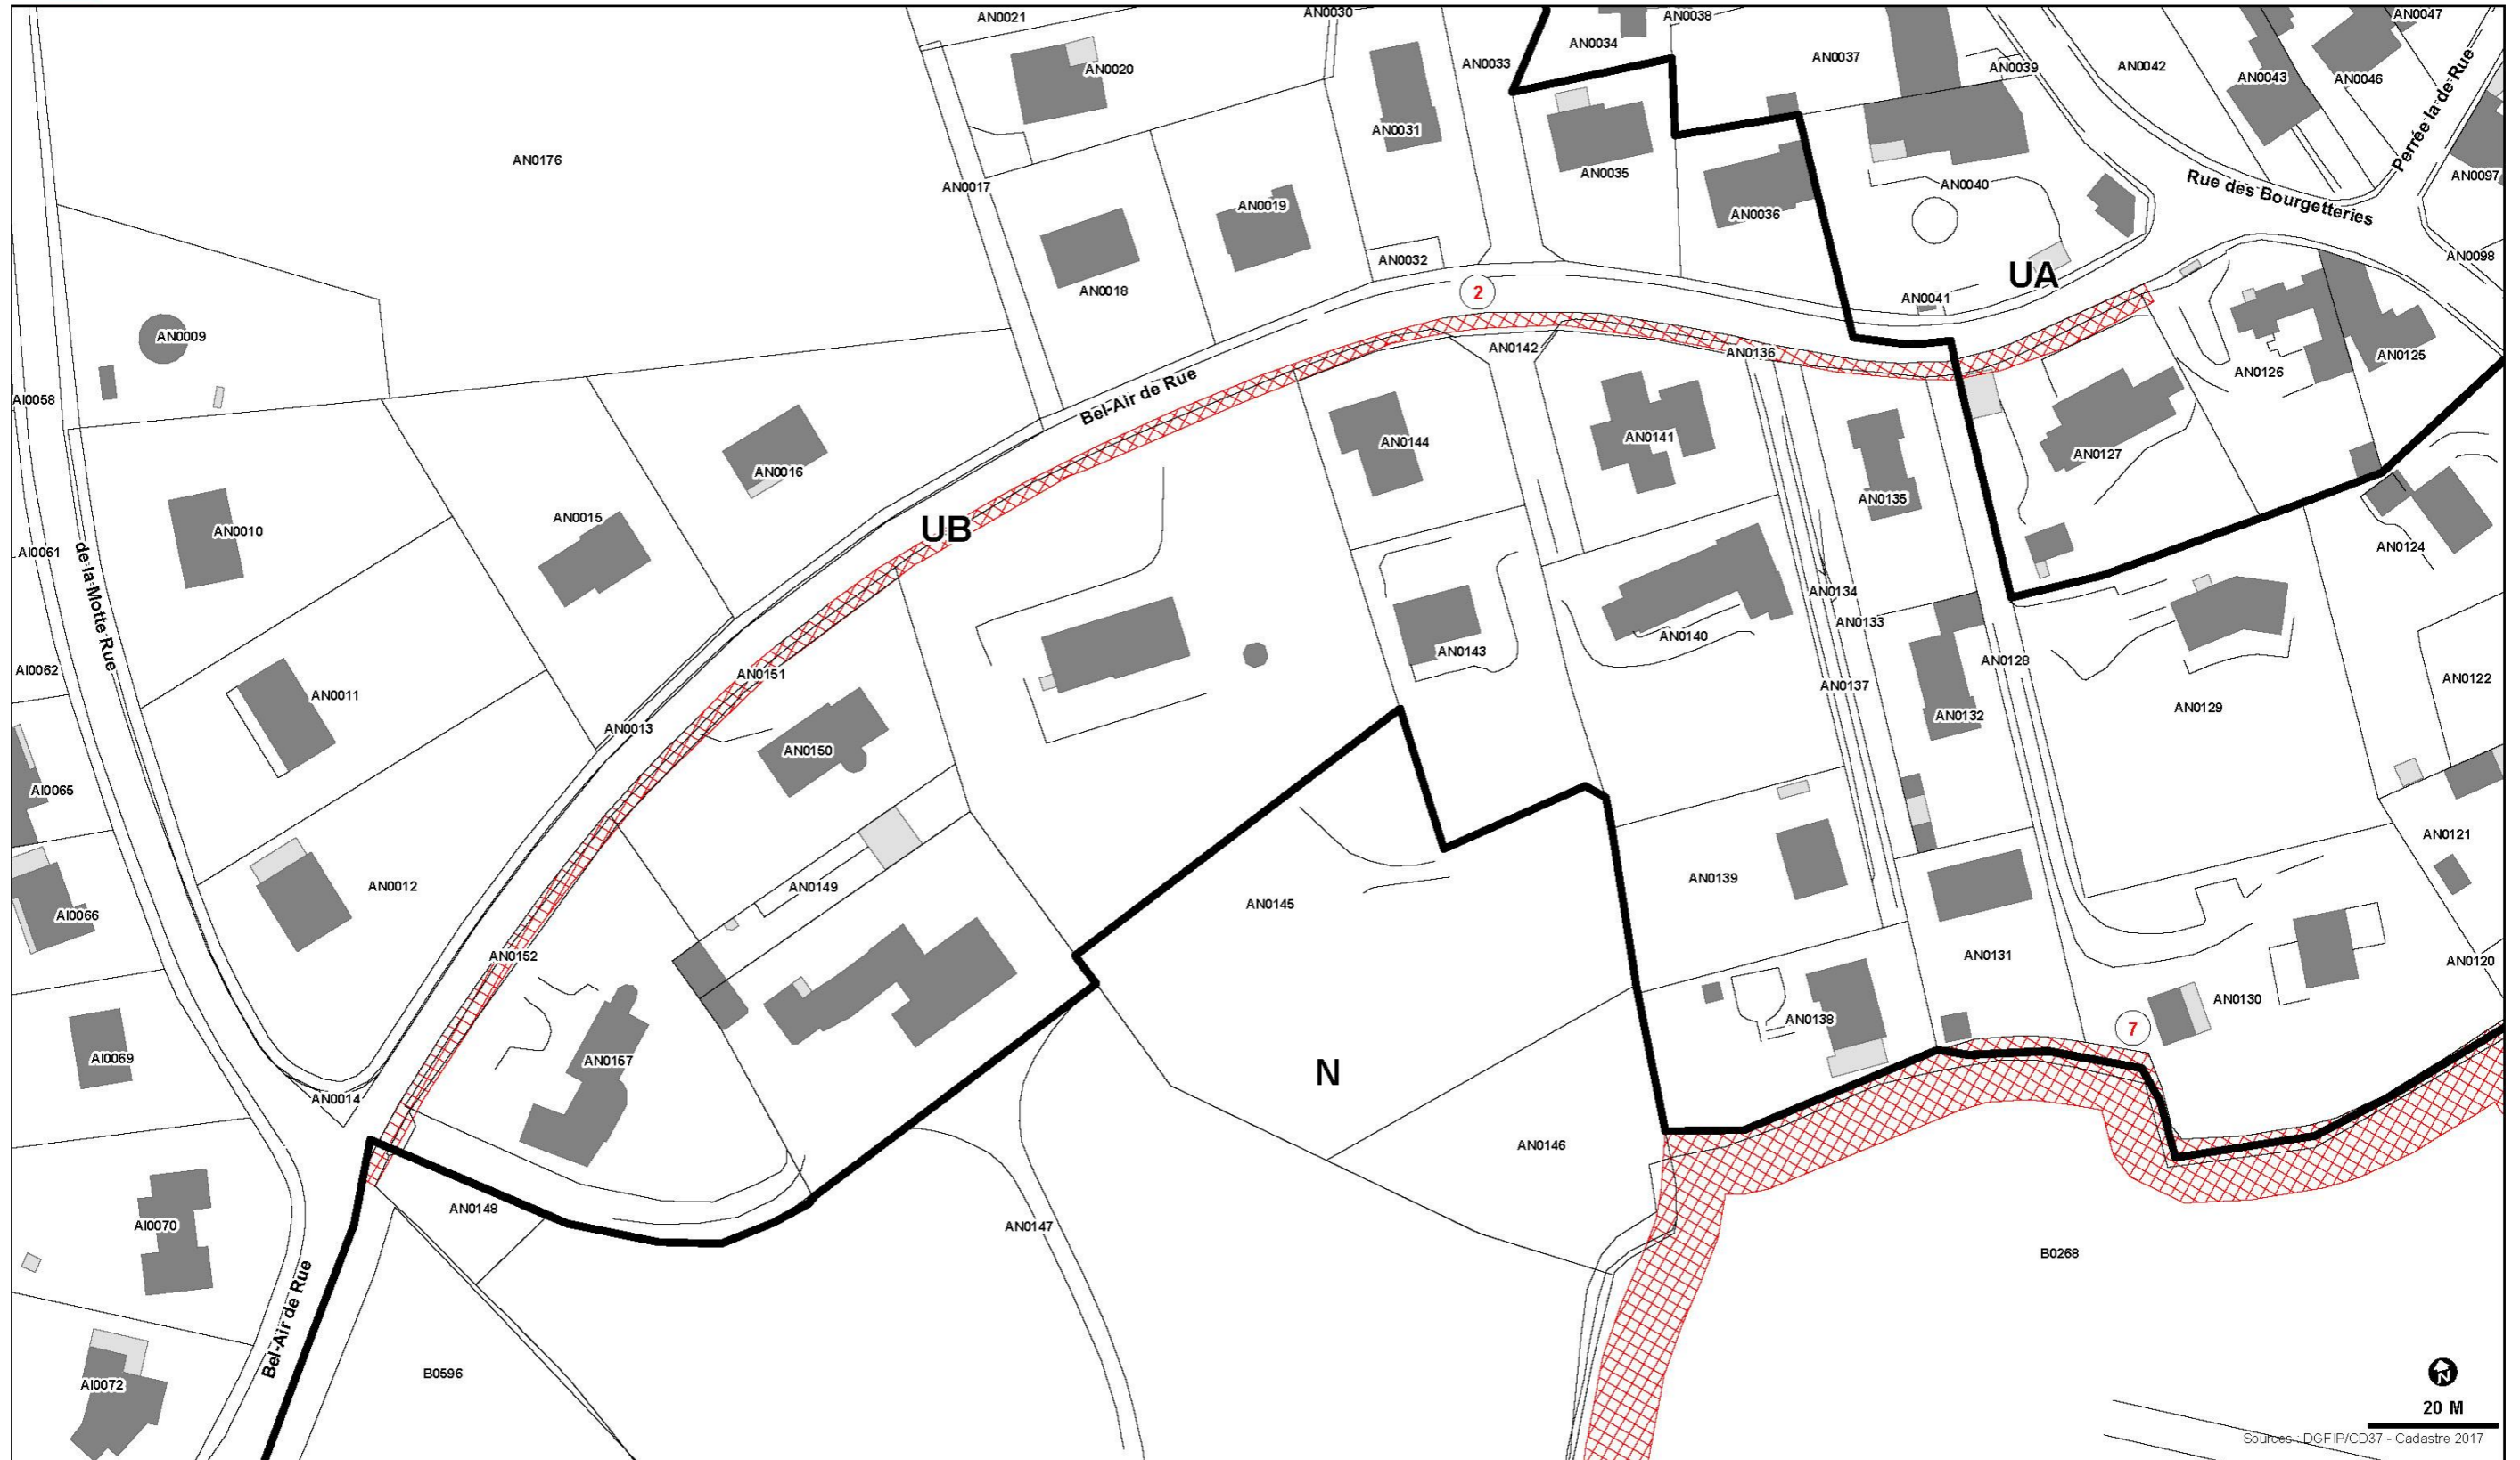 AN0021
AN0030
AN0038
AN0047
AN0034
AN0033
AN0037
AN0039
AN0042
AN0043
AN0046
AN0020
AN0031
Perrée la de Rue
AN0176
AN0017
AN0035
AN0040
AN0036
AN0019
Rue des Bourgetteries
AN0097
AN0018
AN0032
AN0098
UA
2
AN0041
AN0009
AN0142
AN0136
AN0125
AN0126
AI0058
Bel-Air de Rue
AN0144
AN0141
AN0127
AN0016
AN0135
AN0010
AN0015
UB
AN0124
AI0061
de la Motte Rue
AN0134
AN0133
AN0140
AN0143
AN0128
AI0062
AN0151
AN0137
AN0122
AN0011
AN0129
AN0132
AN0013
AN0150
AI0065
AN0121
AN0139
AN0012
AN0149
AN0145
AI0066
AN0152
AN0131
AN0120
AN0130
AN0138
7
AI0069
AN0157
AN0014
N
AN0146
AN0148
AI0070
AN0147
B0268
Bel-Air de Rue
B0596
AI0072
N
20 M
Sources : DGFIP/CD37 - Cadastre 2017